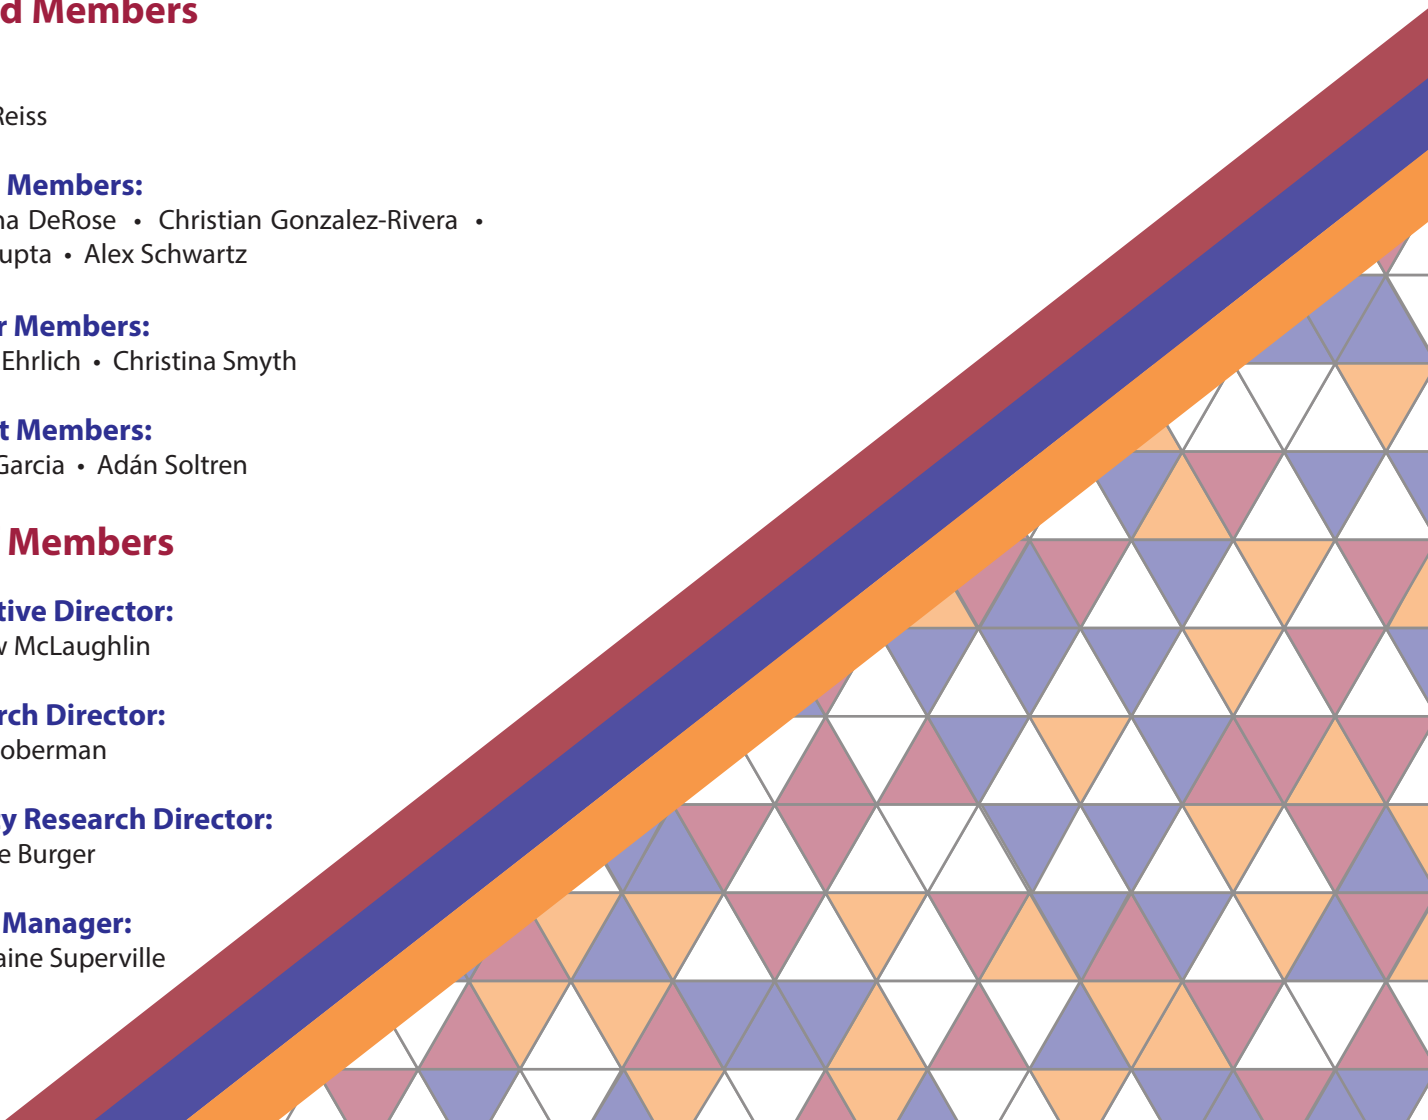 d Members
Reiss
Members:
na DeRose • Christian Gonzalez-Rivera •
upta • Alex Schwartz
r Members:
Ehrlich • Christina Smyth
t Members:
Garcia • Adán Soltren
Members
tive Director:
w McLaughlin
rch Director:
oberman
y Research Director:
e Burger
Manager:
aine Superville